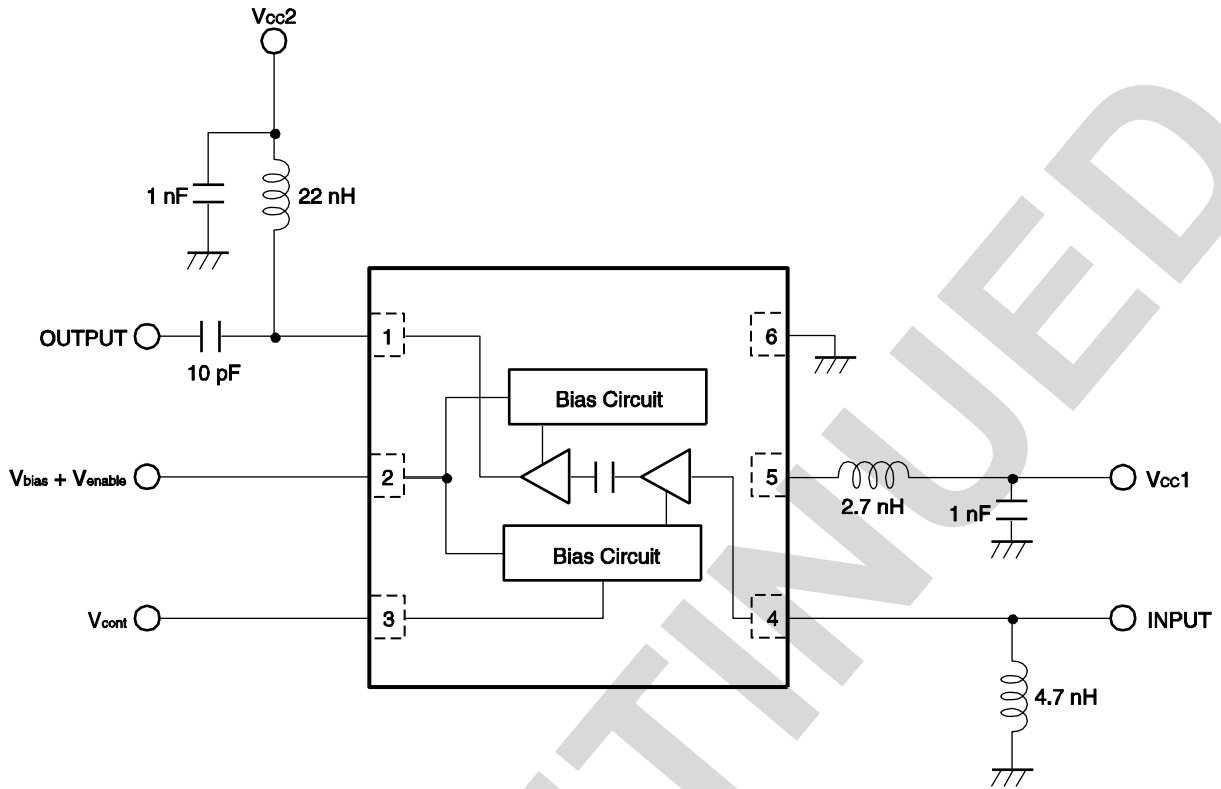 Vcc2
1 nF
22 nH
OUTPUT
10 pF
1
6
Bias Circuit
Vbias + Venable
2
5
2.7 nH
1 nF
Vcc1
Bias Circuit
Vcont
3
4
INPUT
4.7 nH
TINUED